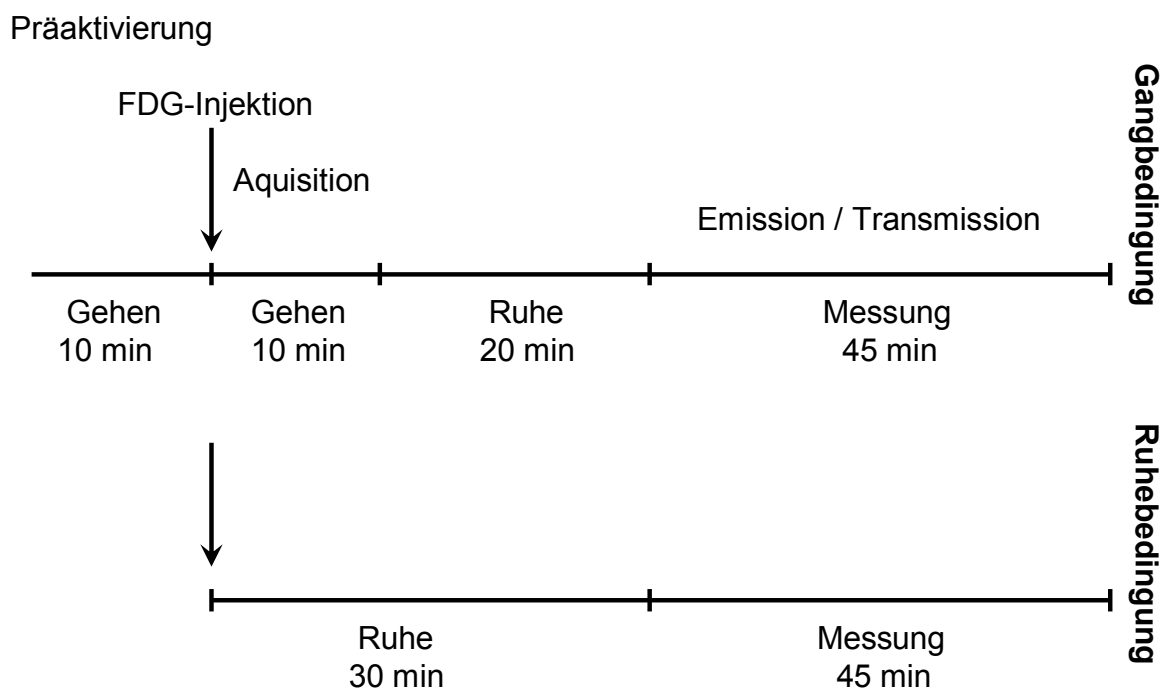 Präaktivierung
FDG-Injektion
Aquisition
Emission / Transmission
Gangbedingung
Gehen
10 min
Gehen
10 min
Ruhe
20 min
Messung
45 min
Ruhebedingung
Ruhe
30 min
Messung
45 min